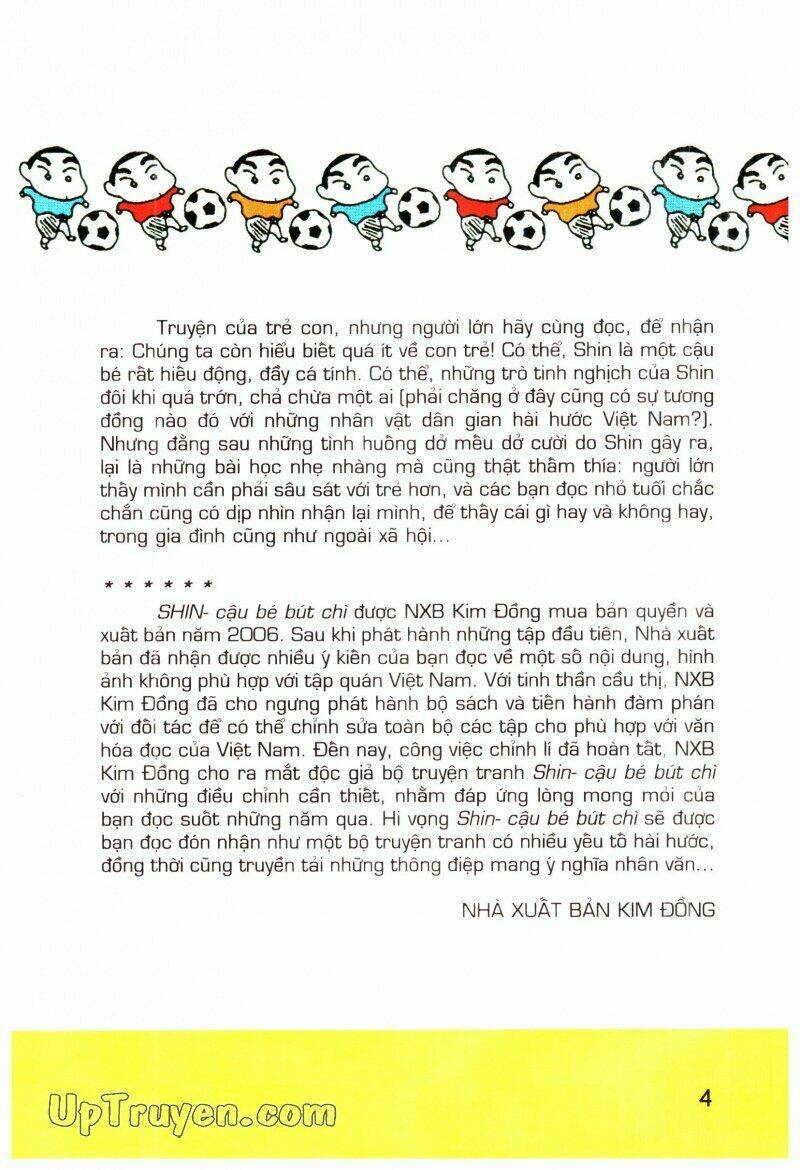 Truyện của trẻ con, nhưng người lớn hãy cùng đọc, để nhận
ra: Chúng ta còn hiểu biết quá ít về con trẻ! Có thể, Shin là một cậu
bé rất hiếu động, đầy cá tính. Có thể, những trò tinh nghịch của Shin
đôi khi quá trớn, chả chừa một ai (phải chăng ở đây cũng có sự tương
đồng nào đó với những nhân vật dân gian hài hước Việt Nam?).
Nhưng đằng sau những tình huống dở mếu dở cười do Shin gây ra,
lại là những bài học nhẹ nhàng mà cũng thật thấm thía: người lớn
thấy mình cần phải sâu sát với trẻ hơn, và các bạn đọc nhỏ tuổi chắc
chắn cũng có dịp nhìn nhận lại mình, để thấy cái gì hay và không hay,
trong gia đình cũng như ngoài xã hội...
* * * * * *
SHIN- cậu bé bút chì được NXB Kim Đồng mua bản quyền và
xuất bản năm 2006. Sau khi phát hành những tập đầu tiên, Nhà xuất
bản đã nhận được nhiều ý kiến của bạn đọc về một số nội dung, hình
ảnh không phù hợp với tập quán Việt Nam. Với tinh thần cầu thị, NXB
Kim Đồng đã cho ngưng phát hành bộ sách và tiến hành đàm phán
với đối tác để có thể chỉnh sửa toàn bộ các tập cho phù hợp với văn
hóa đọc của Việt Nam. Đến nay, công việc chỉnh lí đã hoàn tất, NXB
Kim Đồng cho ra mắt độc giả bộ truyện tranh Shin- cậu bé bút chì
với những điều chỉnh cần thiết, nhằm đáp ứng lòng mong mỏi của
bạn đọc suốt những năm qua. Hi vọng Shin- cậu bé bút chì sẽ được
bạn đọc đón nhận như một bộ truyện tranh có nhiều yếu tố hài hước,
đồng thời cũng truyền tải những thông điệp mang ý nghĩa nhân văn...
NHÀ XUẤT BẢN KIM ĐỒNG
4
UpTruyen.com